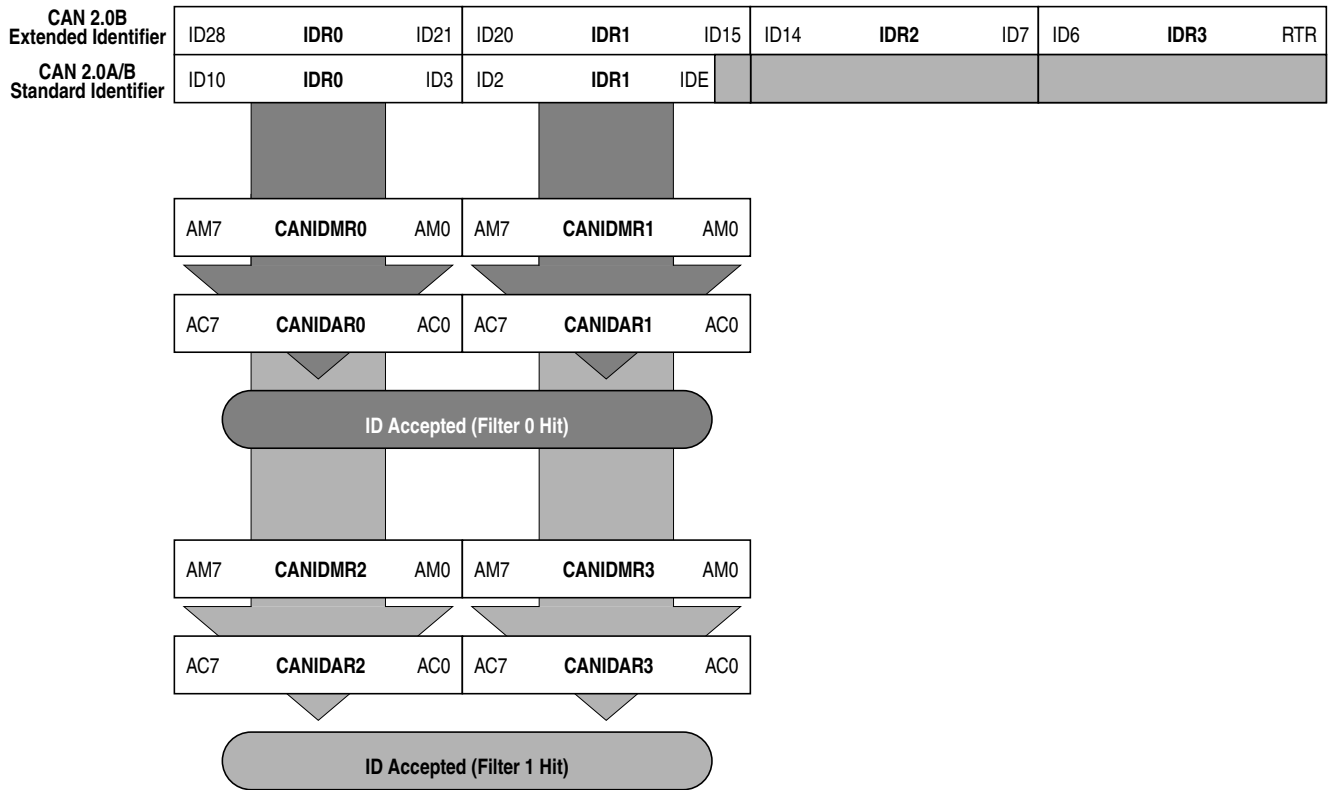 CAN 2.0B
Extended Identifier
ID28 IDR0 ID21 ID20 IDR1 ID15 ID14 IDR2 ID7 ID6 IDR3 RTR
CAN 2.0A/B
Standard Identifier
ID10 IDR0 ID3 ID2 IDR1 IDE
AM7 CANIDMR0 AM0 AM7 CANIDMR1 AM0
AC7 CANIDAR0 AC0 AC7 CANIDAR1 AC0
ID Accepted (Filter 0 Hit)
AM7 CANIDMR2 AM0 AM7 CANIDMR3 AM0
AC7 CANIDAR2 AC0 AC7 CANIDAR3 AC0
ID Accepted (Filter 1 Hit)